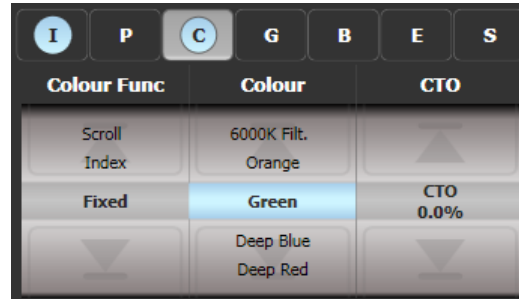 I P C G B E S
Colour Func Colour CTO
Scroll 6000K Filt.
Index Orange
Fixed Green CTO
0.0%
Deep Blue
Deep Red